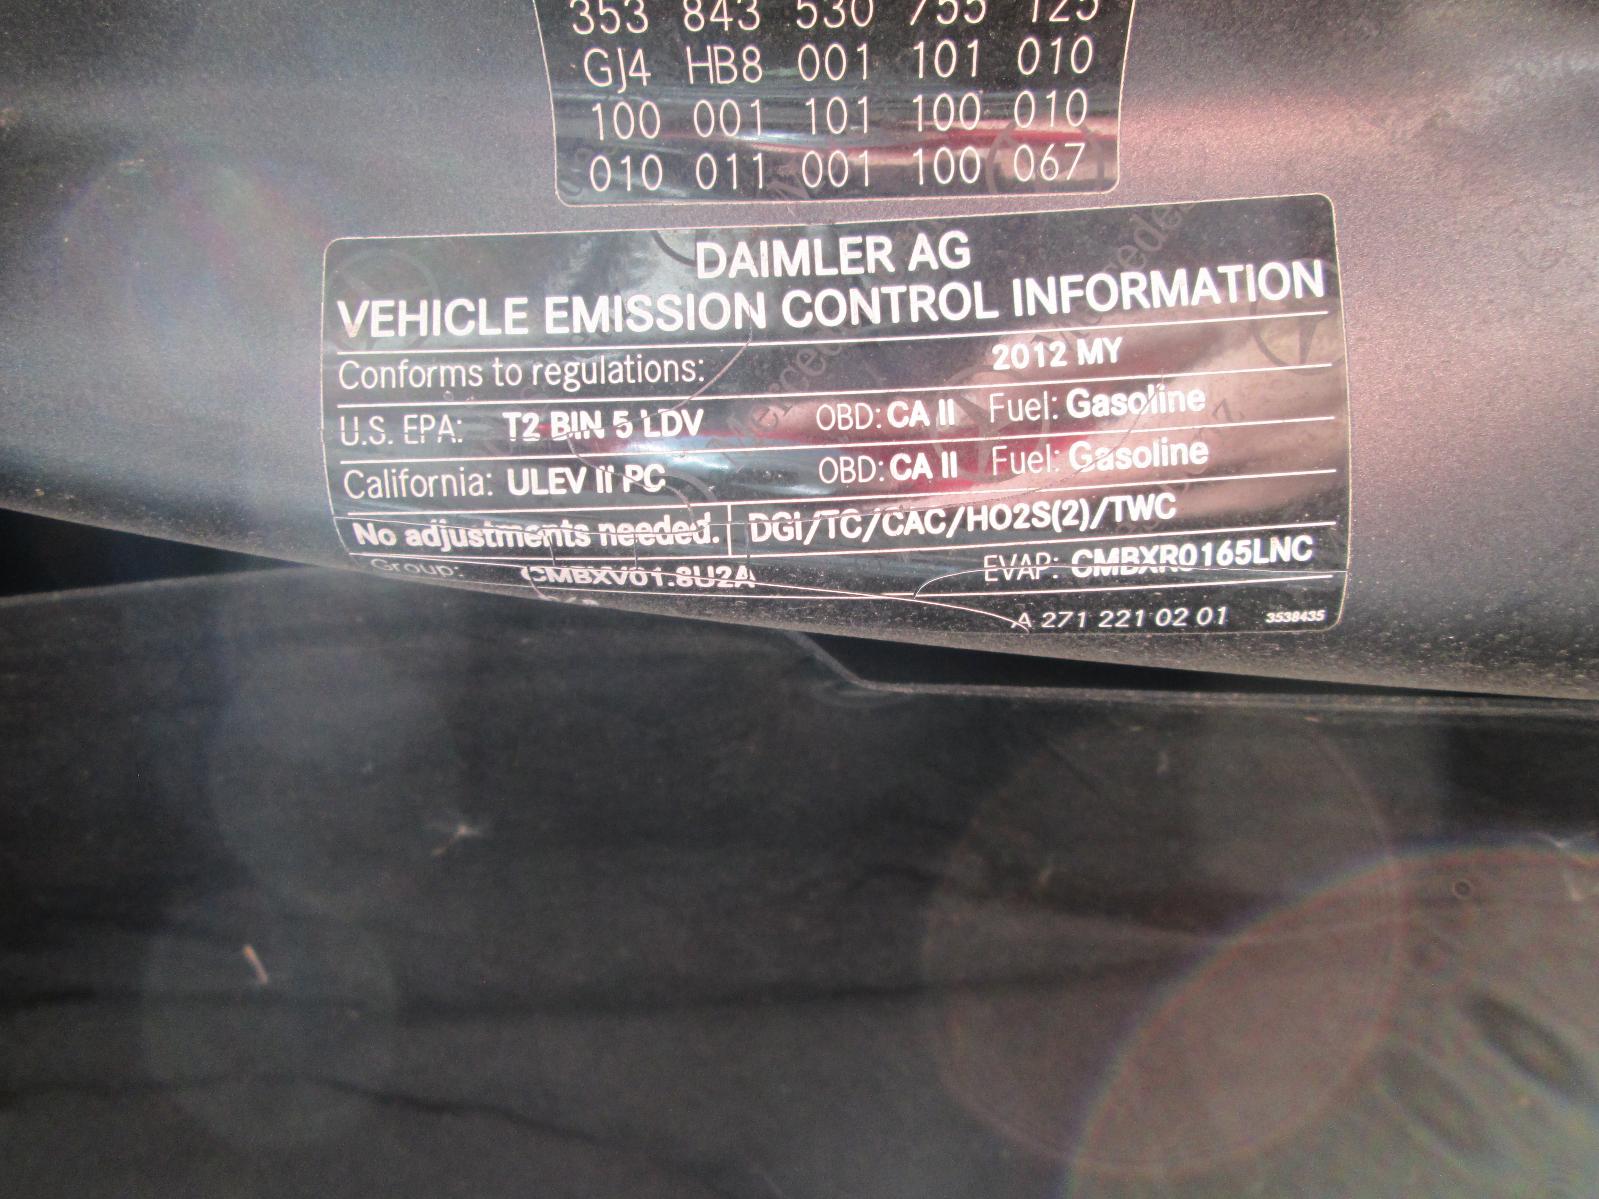 353 843 530 755 125
GJ4 HB8 001 101 010
100 001 101 100 010
010 011 001 100 067
DAIMLER AG
VEHICLE EMISSION CONTROL INFORMATION
Conforms to regulations: 2012 MY
U.S. EPA: T2 BIN 5 LDV OBD: CA II Fuel: Gasoline
California: ULEV II PC OBD: CA II Fuel: Gasoline
No adjustments needed. DGI/TC/CAC/HO2S(2)/TWC
Group: CMBXV01.8U2A EVAP: CMBXR0165LNC
A 271 221 02 01 3538435